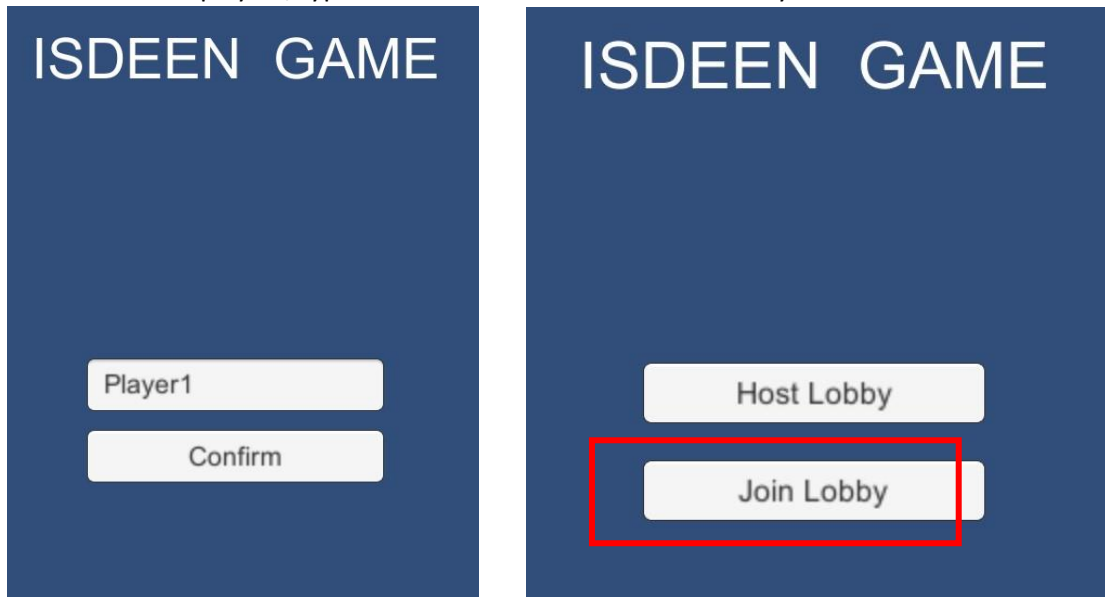 ISDEEN GAME
Player1
Confirm
ISDEEN GAME
Host Lobby
Join Lobby